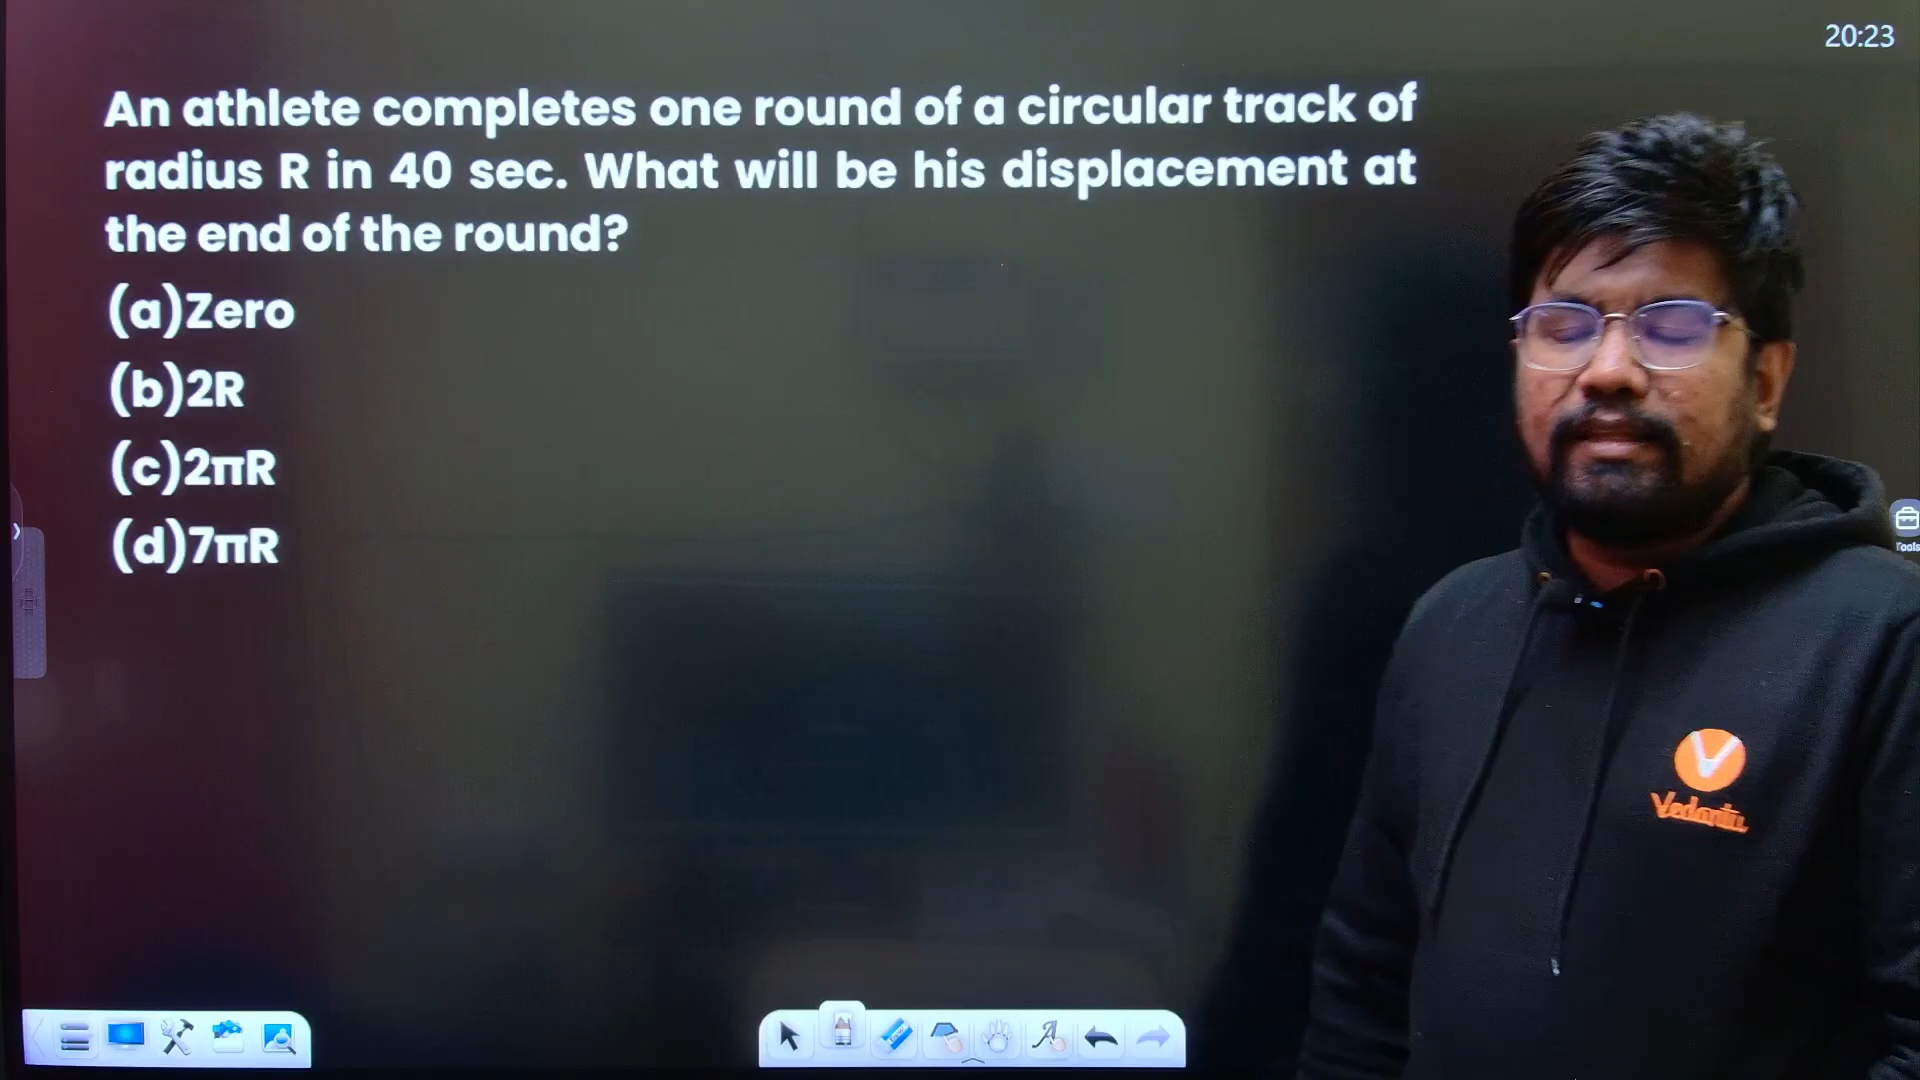 20:23
An athlete completes one round of a circular track of
radius R in 40 sec. What will be his displacement at
the end of the round?
(a)Zero
(b)2R
(c)2πR
(d)7πR
Tools
Vedantu